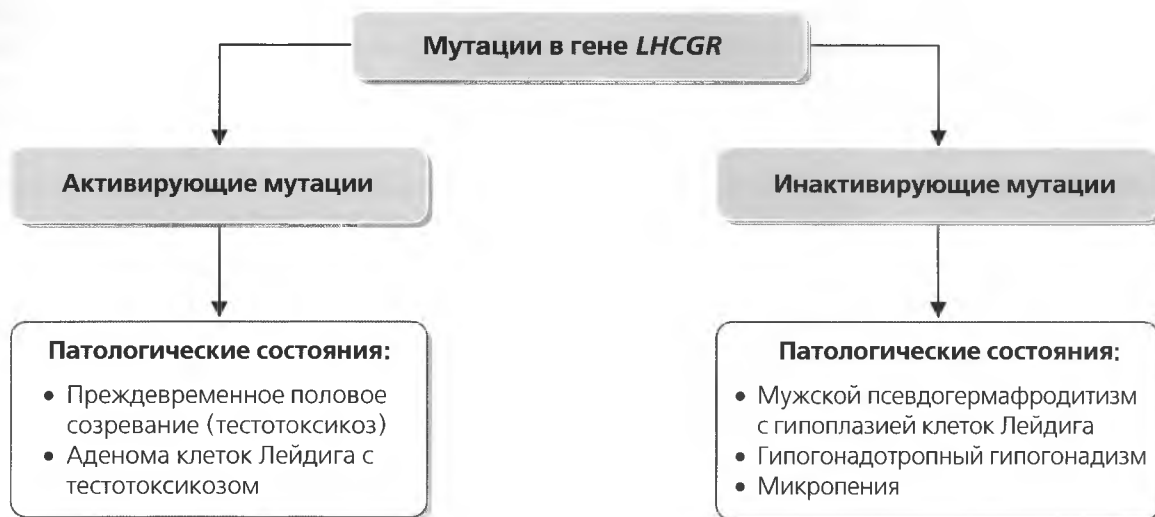 Мутации в гене LHCGR
Активирующие мутации
Инактивирующие мутации
Патологические состояния:
• Преждевременное половое
созревание (тестотоксикоз)
• Аденома клеток Лейдига с
тестотоксикозом
Патологические состояния:
• Мужской псевдогермафродитизм
с гипоплазией клеток Лейдига
• Гипогонадотропный гипогонадизм
• Микропения